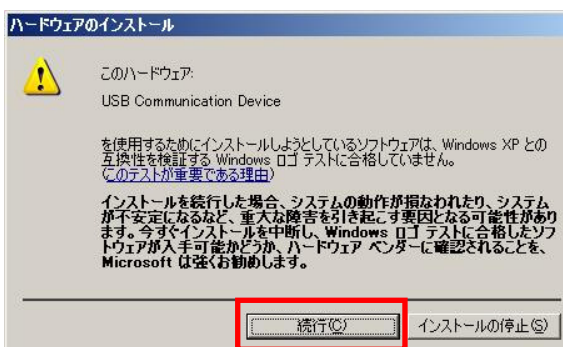 ハードウェアのインストール
このハードウェア:
USB Communication Device
を使用するためにインストールしようとしているソフトウェアは、Windows XP との
互換性を検証する Windows ロゴ テストに合格していません。
(このテストが重要である理由)
インストールを続行した場合、システムの動作が損なわれたり、システム
が不安定になるなど、重大な障害を引き起こす要因となる可能性があり
ます。今すぐインストールを中断し、Windows ロゴ テストに合格したソフ
トウェアが入手可能かどうか、ハードウェア ベンダーに確認されることを、
Microsoft は強くお勧めします。
続行(C)
インストールの停止(S)